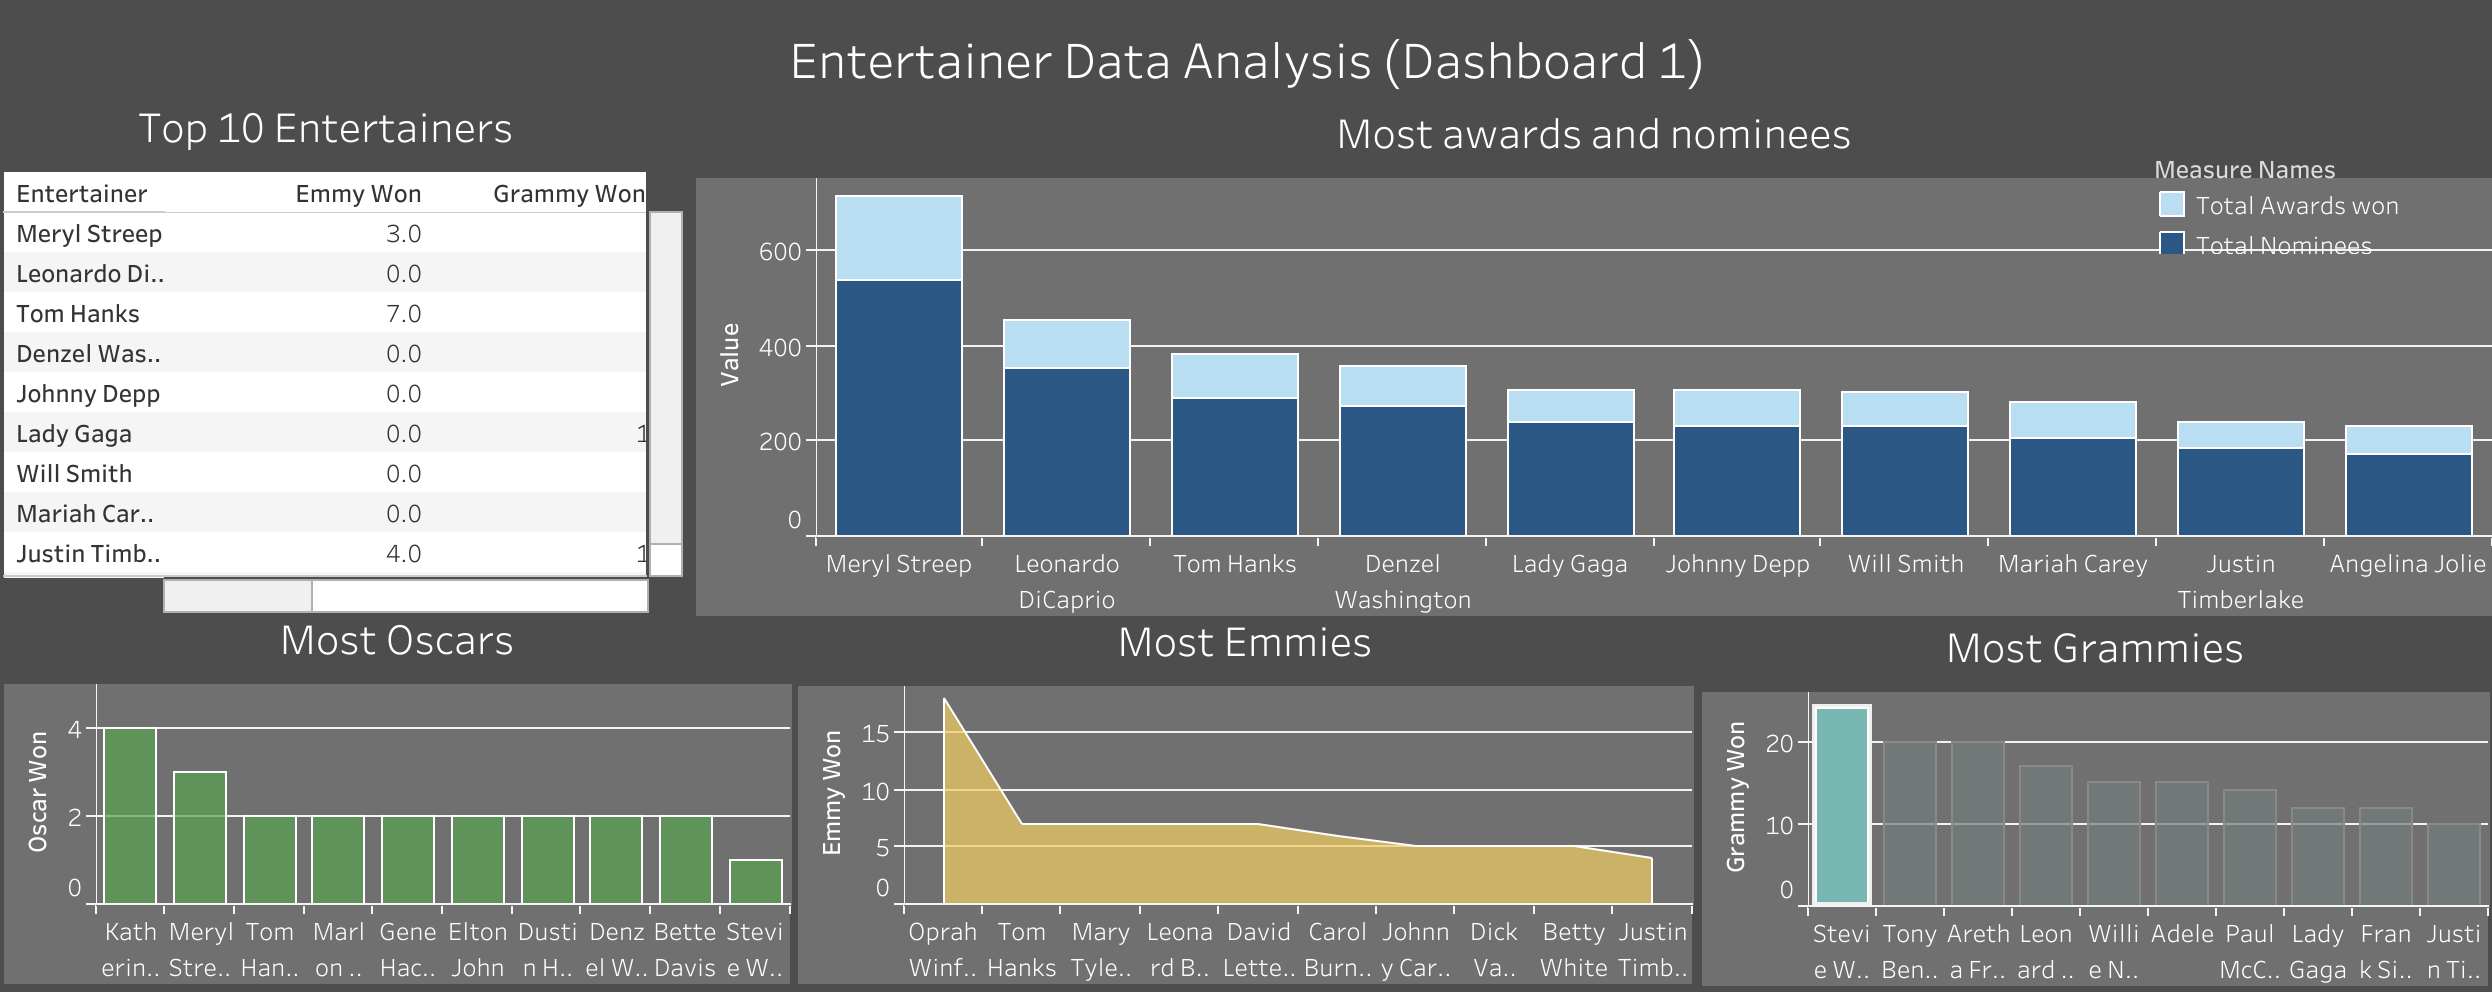 Entertainer Data Analysis (Dashboard 1)
Top 10 Entertainers
Entertainer Emmy Won Grammy Won
Meryl Streep 3.0
Leonardo Di.. 0.0
Tom Hanks 7.0
Denzel Was.. 0.0
Johnny Depp 0.0
Lady Gaga 0.0 1
Will Smith 0.0
Mariah Car.. 0.0
Justin Timb.. 4.0 1
Most awards and nominees
Measure Names
Total Awards won
Total Nominees
Value
600
400
200
0
Meryl Streep Leonardo Tom Hanks Denzel Lady Gaga Johnny Depp Will Smith Mariah Carey Justin Angelina Jolie
DiCaprio Washington Timberlake
Most Oscars
Oscar Won
4
2
0
Kath Meryl Tom Marl Gene Elton Dusti Denz Bette Stevi
erin.. Stre.. Han.. on .. Hac.. John n H.. el W.. Davis e W..
Most Emmies
Emmy Won
15
10
5
0
Oprah Tom Mary Leona David Carol Johnn Dick Betty Justin
Winf.. Hanks Tyle.. rd B.. Lette.. Burn.. y Car.. Va.. White Timb..
Most Grammies
Grammy Won
20
10
0
Stevi Tony Areth Leon Willi Adele Paul Lady Fran Justi
e W.. Ben.. a Fr.. ard .. e N.. McC.. Gaga k Si.. n Ti..